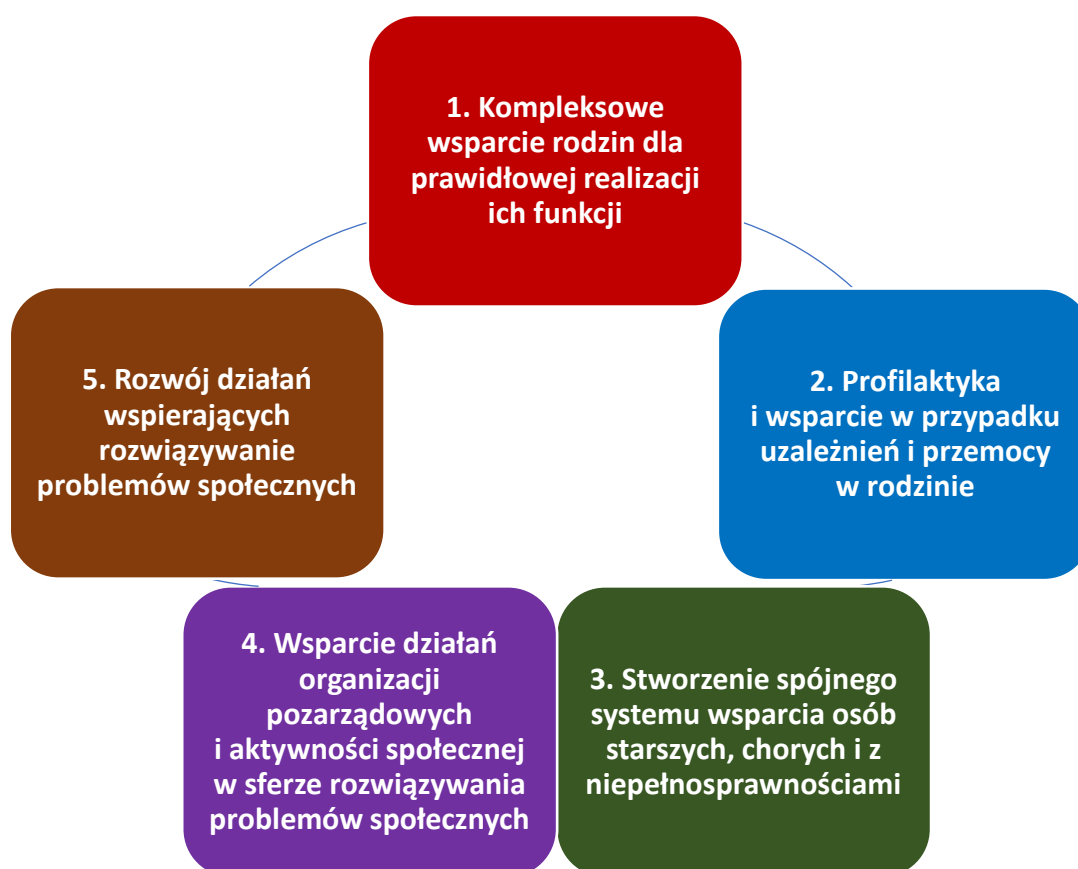 1. Kompleksowe
wsparcie rodzin dla
prawidłowej realizacji
ich funkcji
2. Profilaktyka
i wsparcie w przypadku
uzależnień i przemocy
w rodzinie
3. Stworzenie spójnego
systemu wsparcia osób
starszych, chorych i z
niepełnosprawnościami
4. Wsparcie działań
organizacji
pozarządowych
i aktywności społecznej
w sferze rozwiązywania
problemów społecznych
5. Rozwój działań
wspierających
rozwiązywanie
problemów społecznych